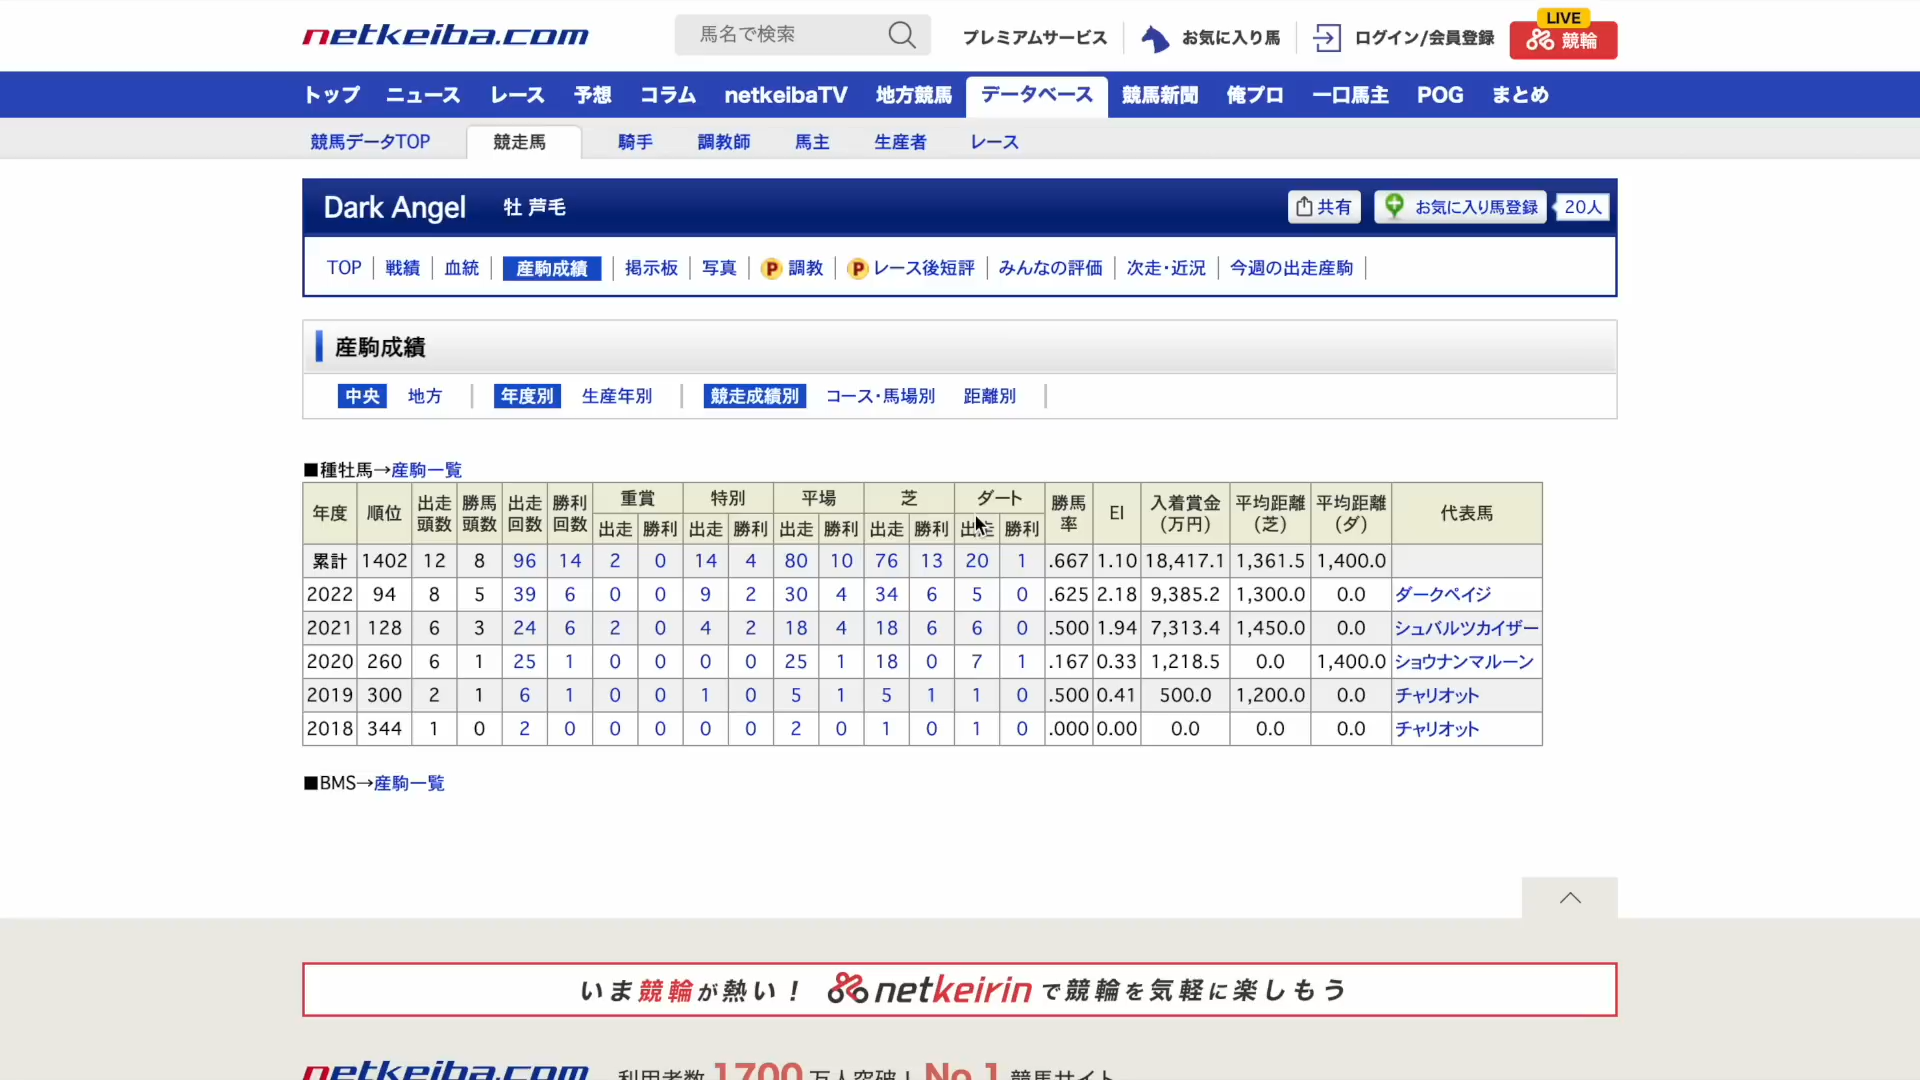 netkeiba.com 馬名で検索 プレミアムサービス お気に入り馬 ログイン/会員登録 LIVE 競輪
トップ ニュース レース 予想 コラム netkeibaTV 地方競馬 データベース 競馬新聞 俺プロ 一口馬主 POG まとめ
競馬データTOP 競走馬 騎手 調教師 馬主 生産者 レース
Dark Angel 牡 芦毛 共有 お気に入り馬登録 20人
TOP 戦績 血統 産駒成績 掲示板 写真 P 調教 P レース後短評 みんなの評価 次走・近況 今週の出走産駒
産駒成績
中央 地方 年度別 生産年別 競走成績別 コース・馬場別 距離別
■種牡馬→産駒一覧
年度 順位 出走頭数 勝馬頭数 出走回数 勝利回数 重賞 特別 平場 芝 ダート 勝馬率 EI 入着賞金(万円) 平均距離(芝) 平均距離(ダ) 代表馬
出走 勝利 出走 勝利 出走 勝利 出走 勝利 出走 勝利
累計 1402 12 8 96 14 2 0 14 4 80 10 76 13 20 1 .667 1.10 18,417.1 1,361.5 1,400.0
2022 94 8 5 39 6 0 0 9 2 30 4 34 6 5 0 .625 2.18 9,385.2 1,300.0 0.0 ダークペイジ
2021 128 6 3 24 6 2 0 4 2 18 4 18 6 6 0 .500 1.94 7,313.4 1,450.0 0.0 シュバルツカイザー
2020 260 6 1 25 1 0 0 0 0 25 1 18 0 7 1 .167 0.33 1,218.5 0.0 1,400.0 ショウナンマルーン
2019 300 2 1 6 1 0 0 1 0 5 1 5 1 1 0 .500 0.41 500.0 1,200.0 0.0 チャリオット
2018 344 1 0 2 0 0 0 0 0 2 0 1 0 1 0 .000 0.00 0.0 0.0 0.0 チャリオット
■BMS→産駒一覧
いま競輪が熱い! netkeirin で競輪を気軽に楽しもう
netkeiba.com 利用者数 1700 万人突破! No.1 競馬サイト